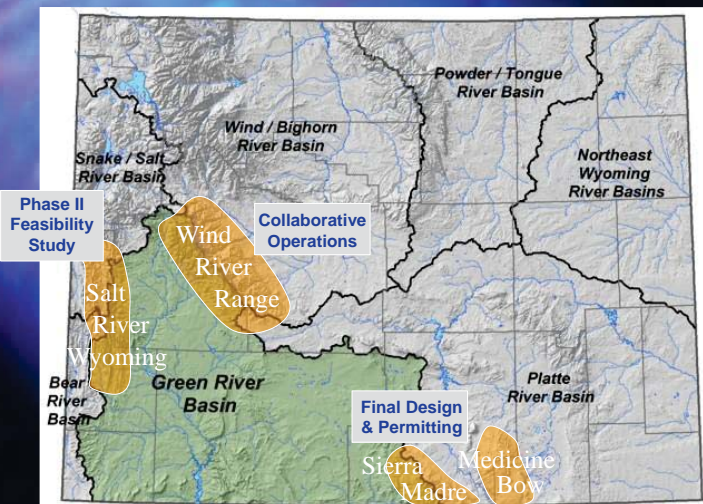 Powder / Tongue
River Basin
Wind / Bighorn
River Basin
Snake / Salt
River Basin
Northeast
Wyoming
River Basins
Phase II
Feasibility
Study
Collaborative
Operations
Wind
River
Range
Salt
River
Wyoming
Bear
River
Basin
Green River
Basin
Platte
River Basin
Final Design
& Permitting
Sierra
Madre
Medicine
Bow